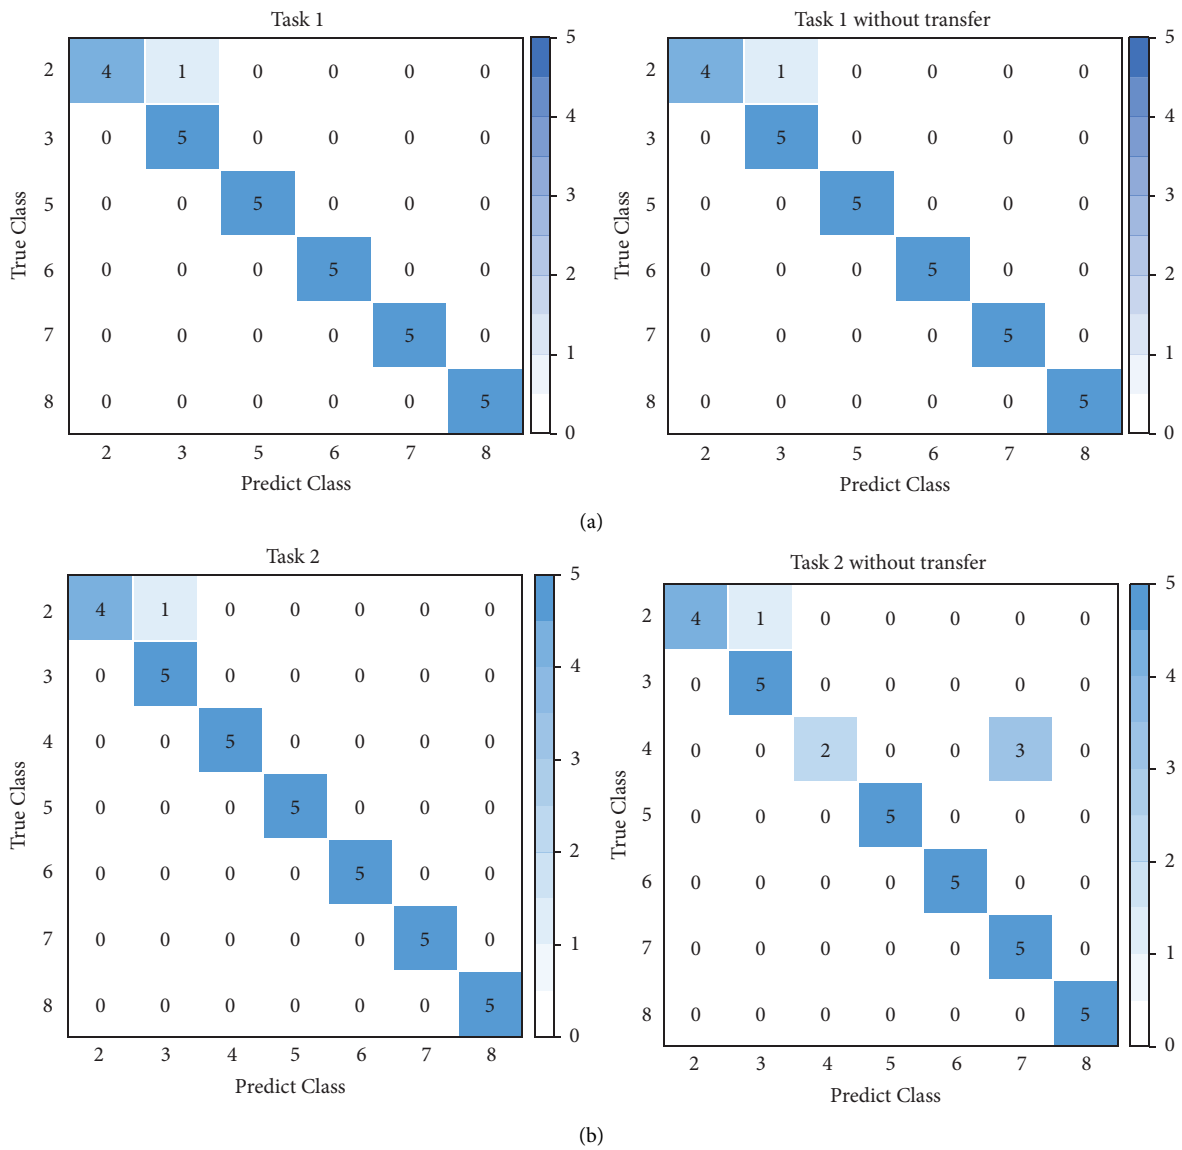 Task 1
2 4 1 0 0 0 0
3 0 5 0 0 0 0
5 0 0 5 0 0 0
6 0 0 0 5 0 0
7 0 0 0 0 5 0
8 0 0 0 0 0 5
2 3 5 6 7 8
Predict Class
True Class
5
4
3
2
1
0
Task 1 without transfer
2 4 1 0 0 0 0
3 0 5 0 0 0 0
5 0 0 5 0 0 0
6 0 0 0 5 0 0
7 0 0 0 0 5 0
8 0 0 0 0 0 5
2 3 5 6 7 8
Predict Class
True Class
5
4
3
2
1
0
(a)
Task 2
2 4 1 0 0 0 0 0
3 0 5 0 0 0 0 0
4 0 0 5 0 0 0 0
5 0 0 0 5 0 0 0
6 0 0 0 0 5 0 0
7 0 0 0 0 0 5 0
8 0 0 0 0 0 0 5
2 3 4 5 6 7 8
Predict Class
True Class
5
4
3
2
1
0
Task 2 without transfer
2 4 1 0 0 0 0 0
3 0 5 0 0 0 0 0
4 0 0 2 0 0 3 0
5 0 0 0 5 0 0 0
6 0 0 0 0 5 0 0
7 0 0 0 0 0 5 0
8 0 0 0 0 0 0 5
2 3 4 5 6 7 8
Predict Class
True Class
5
4
3
2
1
0
(b)